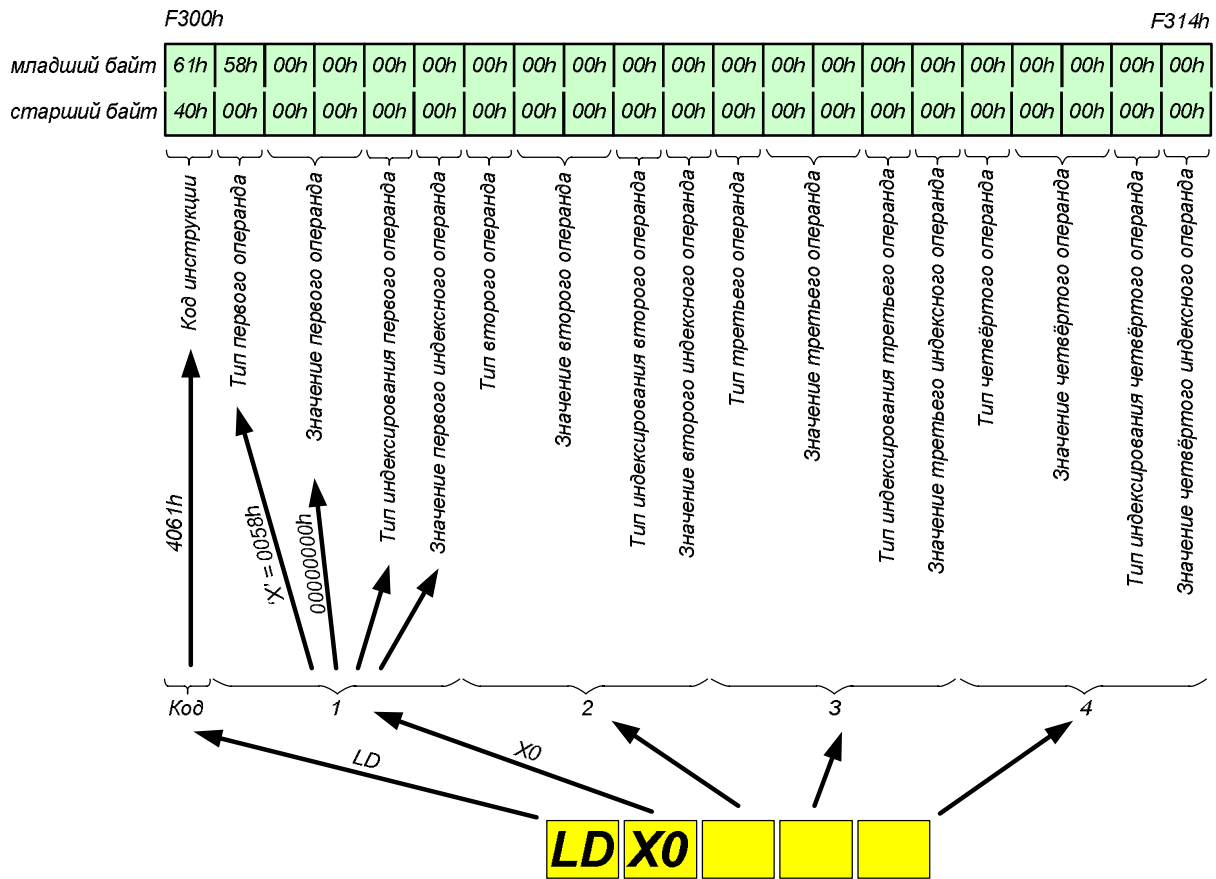 F300h F314h
младший байт 61h 58h 00h 00h 00h 00h 00h 00h 00h 00h 00h 00h 00h 00h 00h 00h 00h 00h 00h 00h 00h
старший байт 40h 00h 00h 00h 00h 00h 00h 00h 00h 00h 00h 00h 00h 00h 00h 00h 00h 00h 00h 00h 00h
Код инструкции
Тип первого операнда
Значение первого операнда
Тип индексирования первого операнда
Значение первого индексного операнда
Тип второго операнда
Значение второго операнда
Тип индексирования второго операнда
Значение второго индексного операнда
Тип третьего операнда
Значение третьего операнда
Тип индексирования третьего операнда
Значение третьего индексного операнда
Тип четвёртого операнда
Значение четвёртого операнда
Тип индексирования четвёртого операнда
Значение четвёртого индексного операнда
4061h
'X' = 0058h
00000000h
Код 1 2 3 4
LD
X0
LD X0